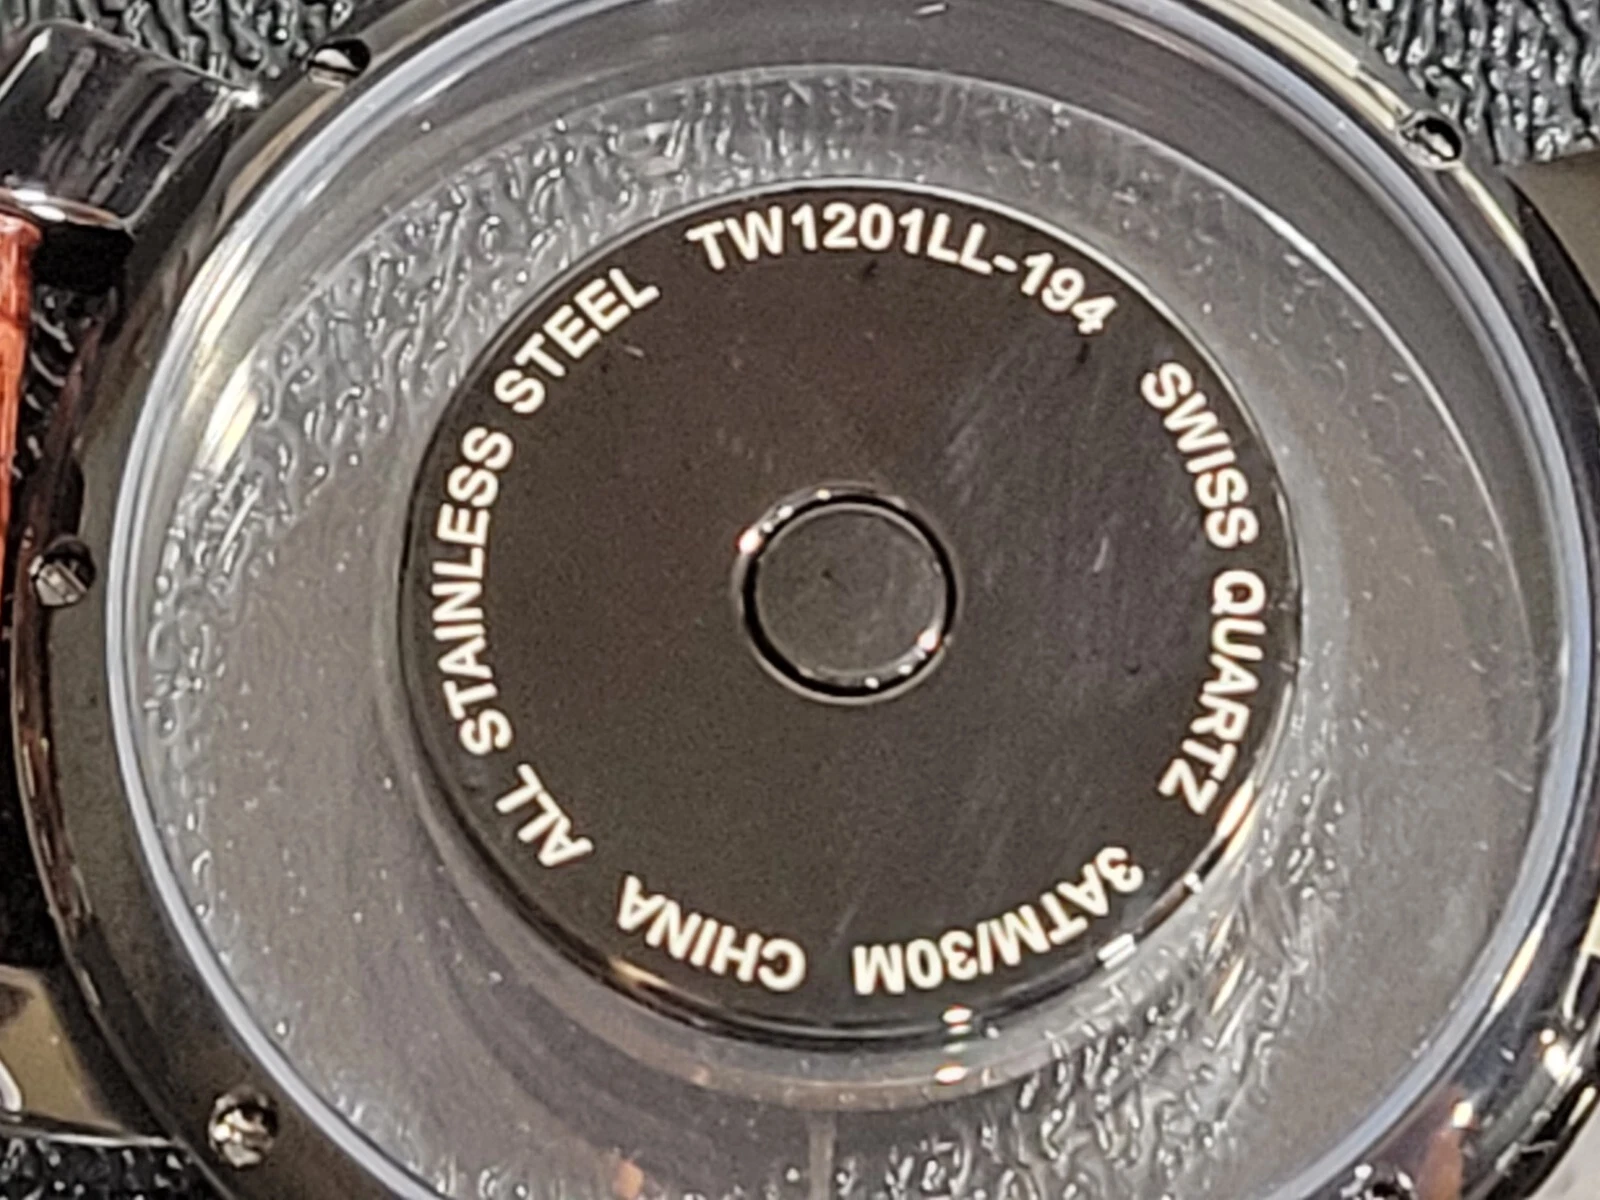 TW1201LL-194
SWISS QUARTZ
3ATM/30M
CHINA
ALL STAINLESS STEEL